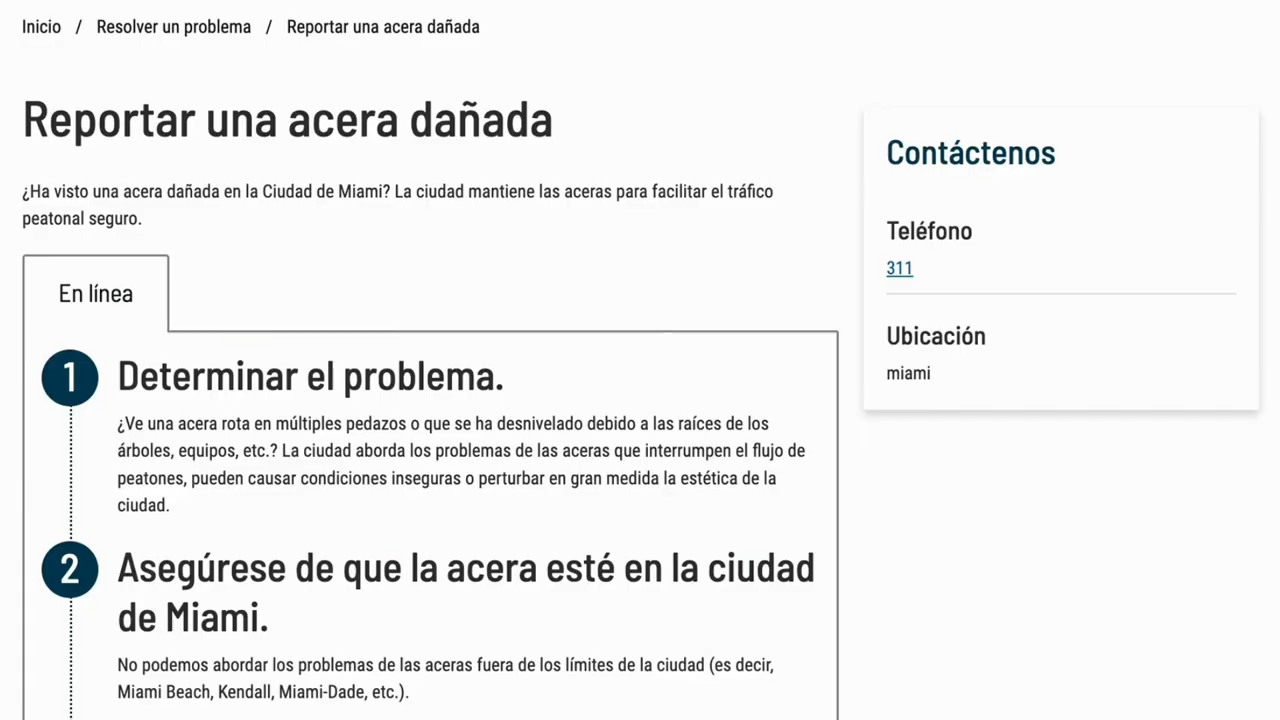 Inicio / Resolver un problema / Reportar una acera dañada
Reportar una acera dañada
¿Ha visto una acera dañada en la Ciudad de Miami? La ciudad mantiene las aceras para facilitar el tráfico
peatonal seguro.
En línea
1 Determinar el problema.
¿Ve una acera rota en múltiples pedazos o que se ha desnivelado debido a las raíces de los
árboles, equipos, etc.? La ciudad aborda los problemas de las aceras que interrumpen el flujo de
peatones, pueden causar condiciones inseguras o perturbar en gran medida la estética de la
ciudad.
2 Asegúrese de que la acera esté en la ciudad
de Miami.
No podemos abordar los problemas de las aceras fuera de los límites de la ciudad (es decir,
Miami Beach, Kendall, Miami-Dade, etc.).
Contáctenos
Teléfono
311
Ubicación
miami